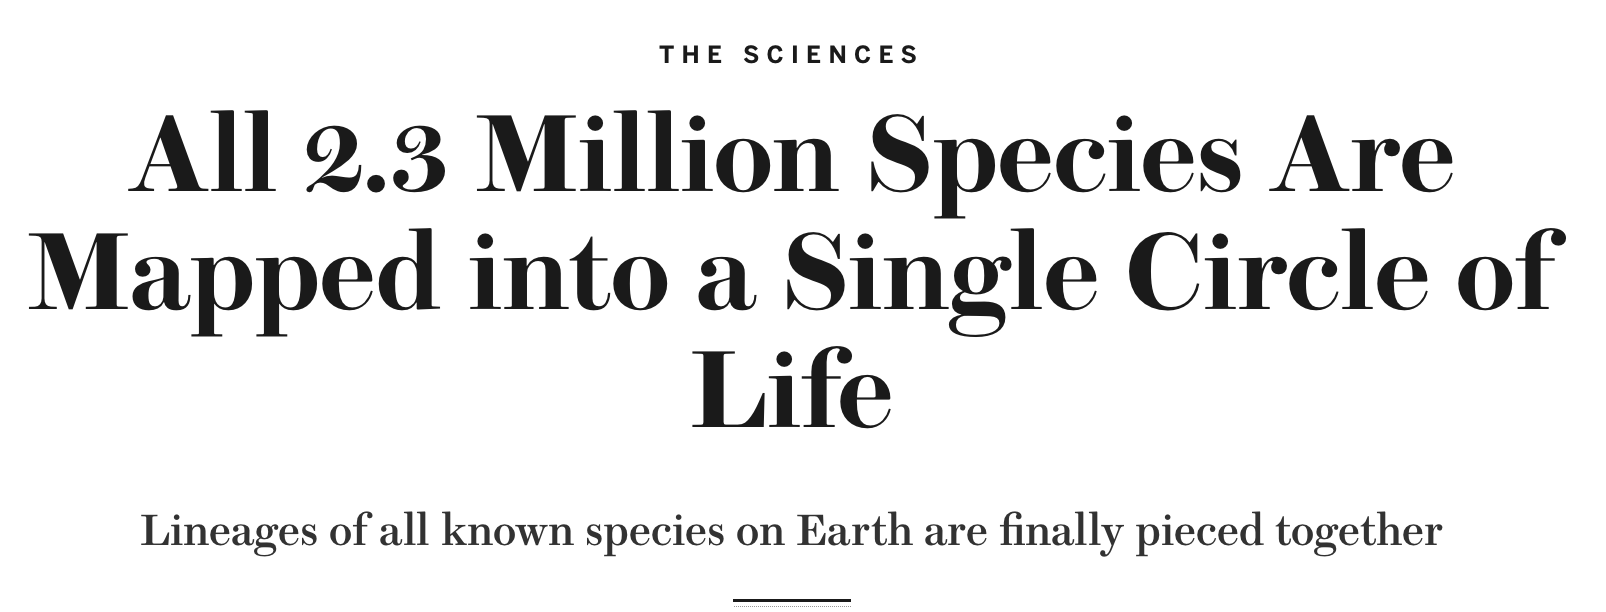 THE SCIENCES
All 2.3 Million Species Are
Mapped into a Single Circle of
Life
Lineages of all known species on Earth are finally pieced together